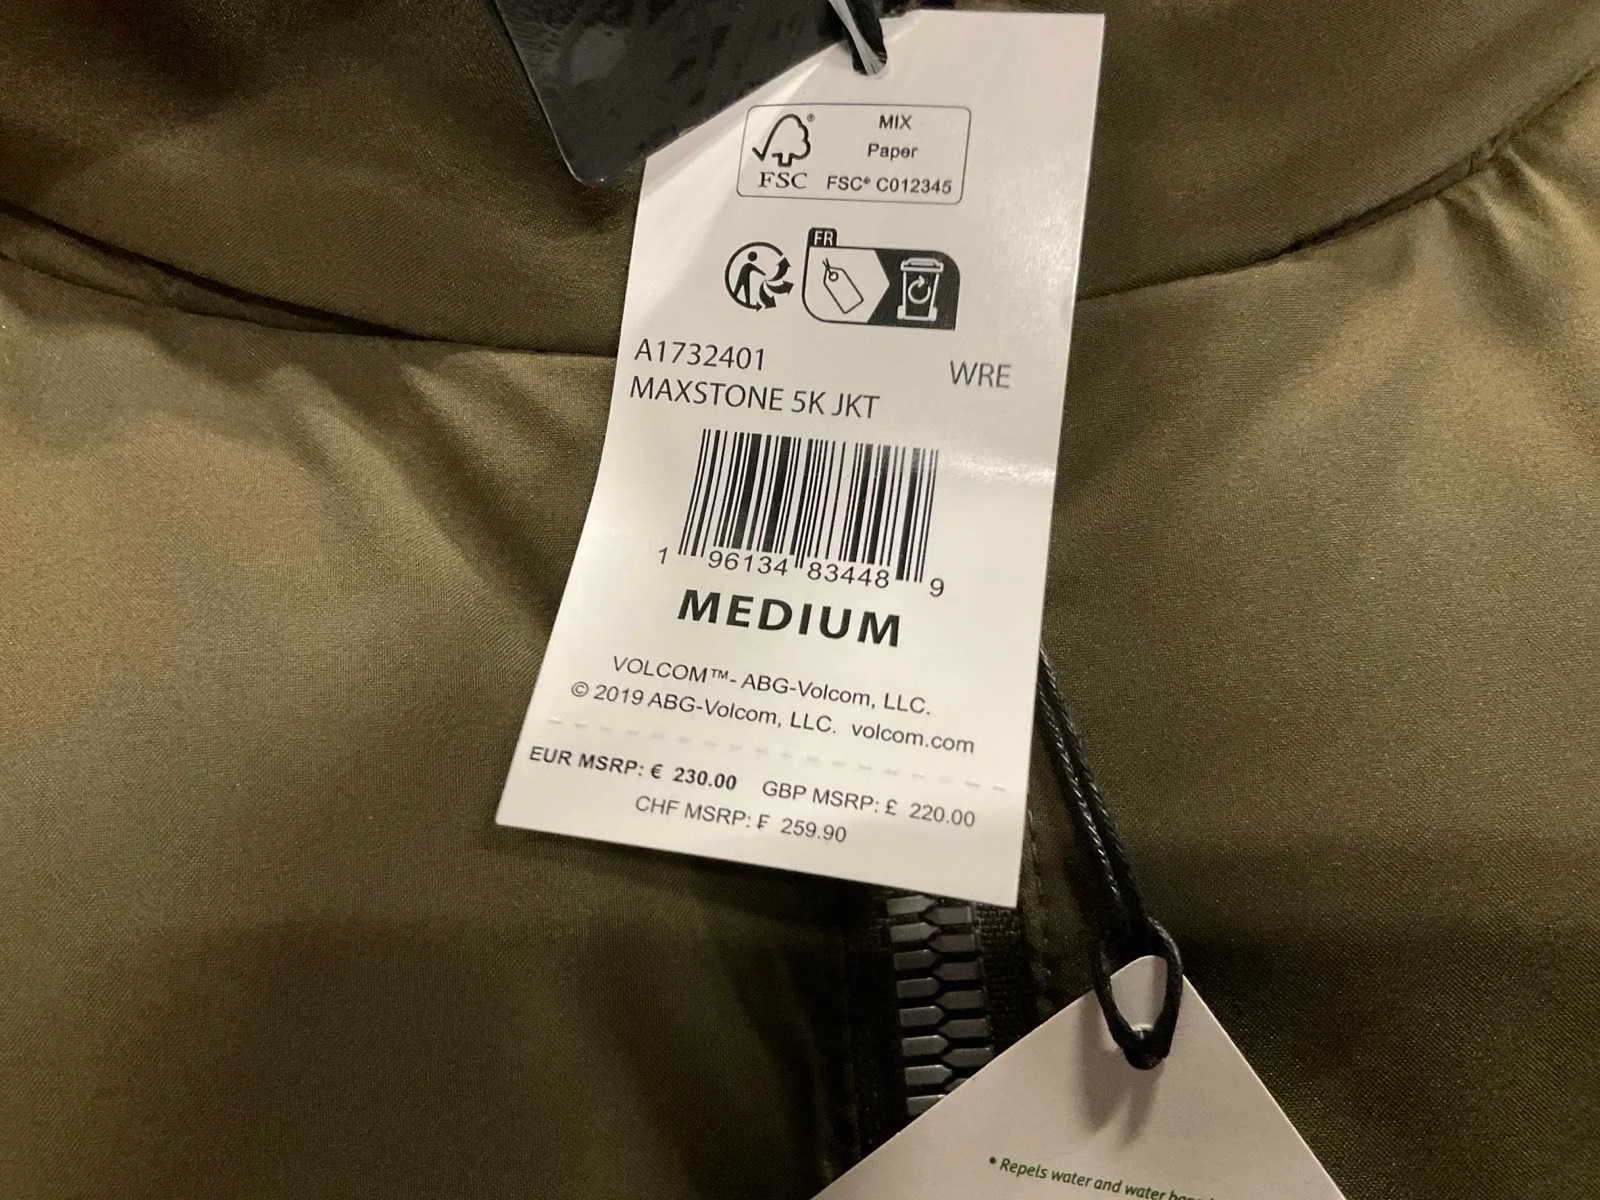 MIX
Paper
FSC® C012345
FSC
FR
A1732401 WRE
MAXSTONE 5K JKT
1 96134 83448 9
MEDIUM
VOLCOM™- ABG-Volcom, LLC.
© 2019 ABG-Volcom, LLC. volcom.com
EUR MSRP: € 230.00 GBP MSRP: £ 220.00
CHF MSRP: ₣ 259.90
• Repels water and water